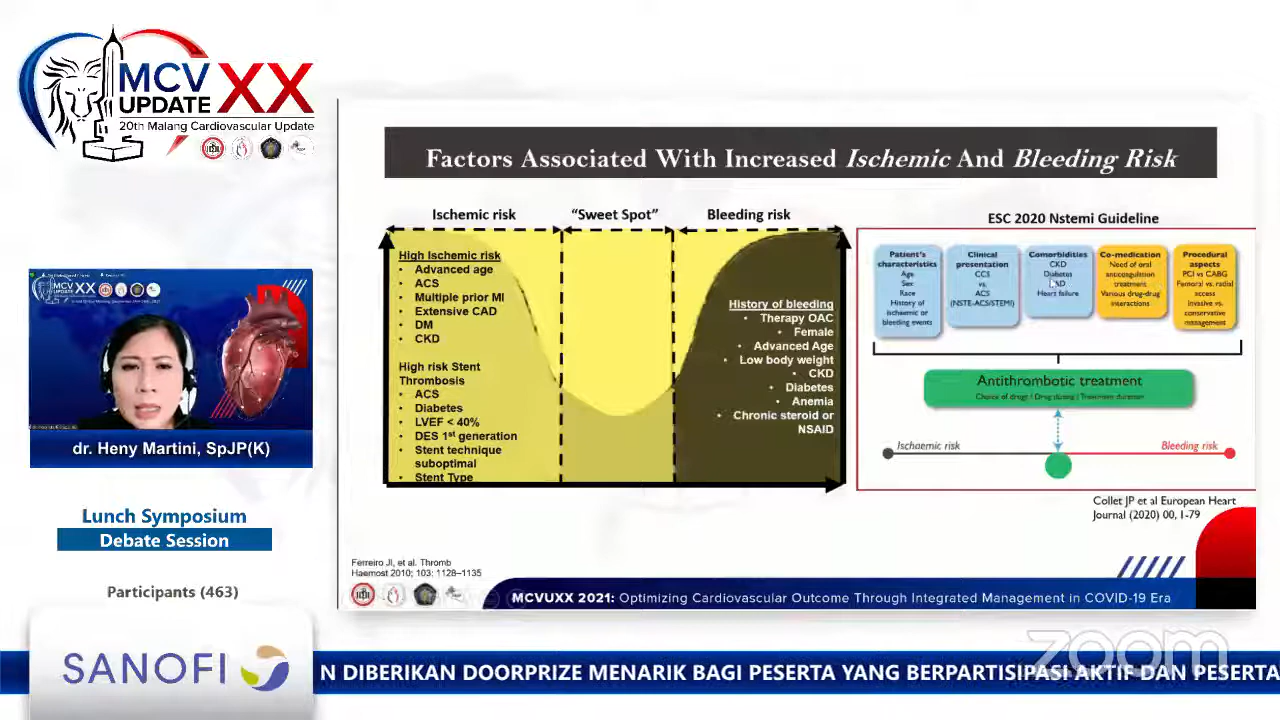 MCV
UPDATE
XX
20th Malang Cardiovascular Update
Factors Associated With Increased Ischemic And Bleeding Risk
Ischemic risk
“Sweet Spot”
Bleeding risk
High Ischemic risk
• Advanced age
• ACS
• Multiple prior MI
• Extensive CAD
• DM
• CKD
High risk Stent
Thrombosis
• ACS
• Diabetes
• LVEF < 40%
• DES 1st generation
• Stent technique
suboptimal
• Stent Type
History of bleeding
• Therapy OAC
• Female
• Advanced Age
• Low body weight
• CKD
• Diabetes
• Anemia
• Chronic steroid or
NSAID
ESC 2020 Nstemi Guideline
Patient's
characteristics
Age
Sex
Race
History of
ischaemic or
bleeding events
Clinical
presentation
CCS
vs.
ACS
(NSTE-ACS/STEMI)
Comorbidities
CKD
Diabetes
Heart failure
Co-medication
Need of oral
anticoagulation
treatment
Various drug-drug
interactions
Procedural
aspects
PCI vs CABG
Femoral vs. radial
access
Invasive vs.
conservative
management
Antithrombotic treatment
Choice of drugs / Drug dosing / Treatment duration
Ischaemic risk
Bleeding risk
Collet JP et al European Heart
Journal (2020) 00, 1-79
Ferreiro JI, et al. Thromb
Haemost 2010; 103: 1128–1135
MCVUXX 2021: Optimizing Cardiovascular Outcome Through Integrated Management in COVID-19 Era
MCV
UPDATE XX
dr. Heny Martini, SpJP(K)
Lunch Symposium
Debate Session
Participants (463)
SANOFI
N DIBERIKAN DOORPRIZE MENARIK BAGI PESERTA YANG BERPARTISIPASI AKTIF DAN PESERTA
zoom